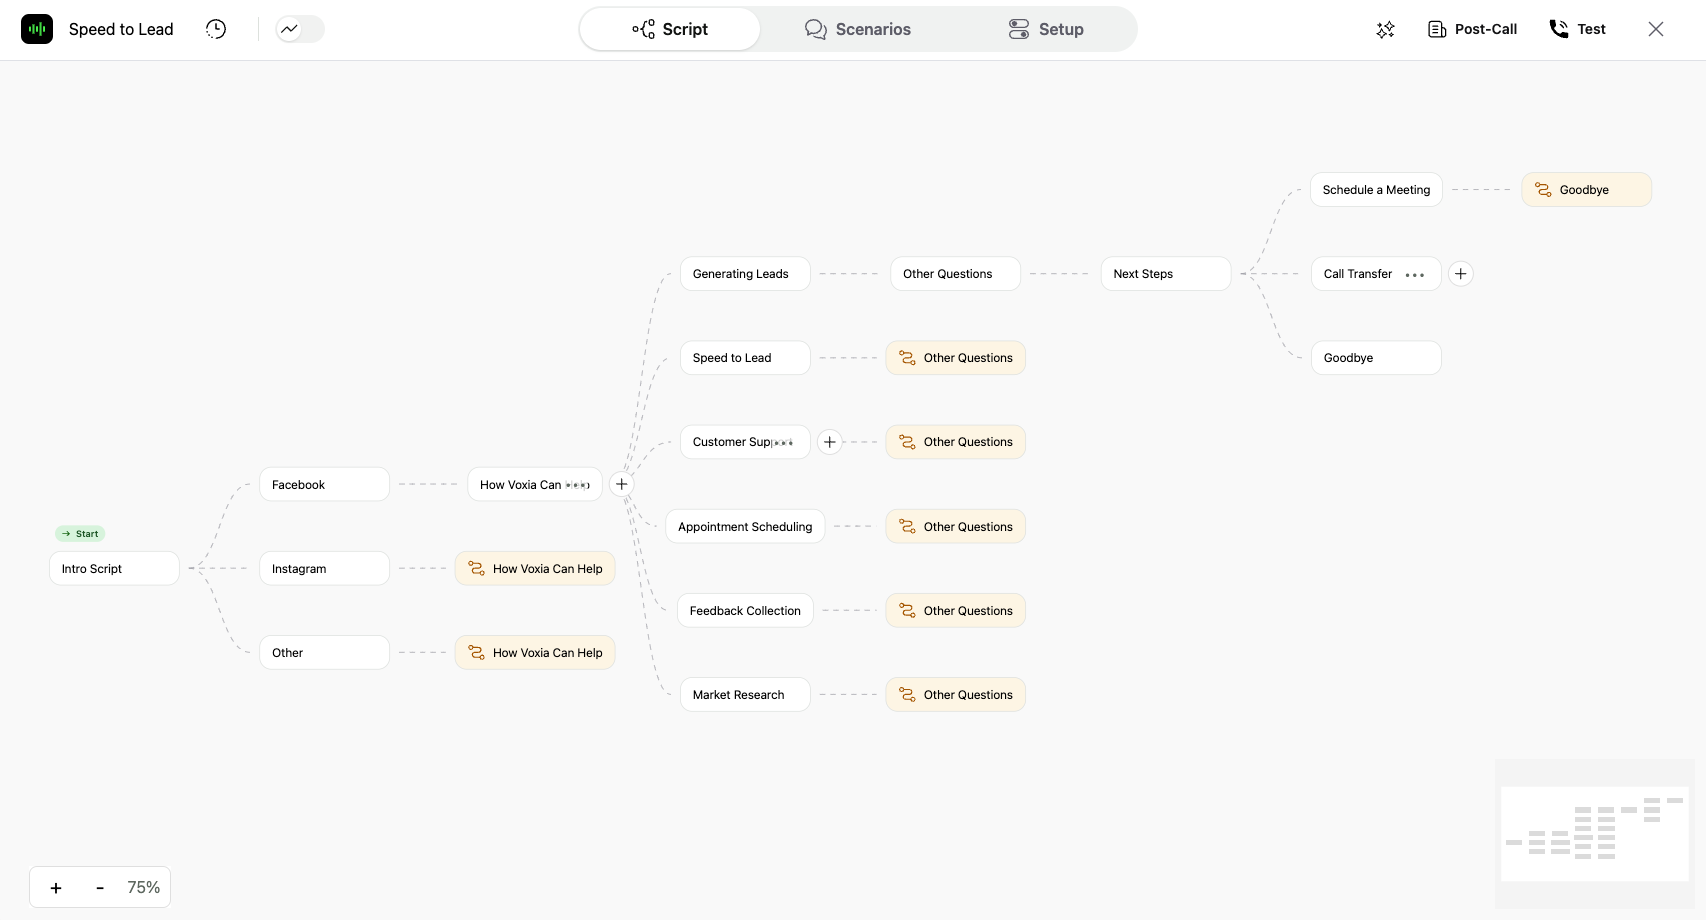 Speed to Lead
Script
Scenarios
Setup
Post-Call
Test
Schedule a Meeting
Goodbye
Generating Leads
Other Questions
Next Steps
Call Transfer
Speed to Lead
Other Questions
Goodbye
Customer Support
Other Questions
Facebook
How Voxia Can Help
Appointment Scheduling
Other Questions
Start
Intro Script
Instagram
How Voxia Can Help
Feedback Collection
Other Questions
Other
How Voxia Can Help
Market Research
Other Questions
+ - 75%